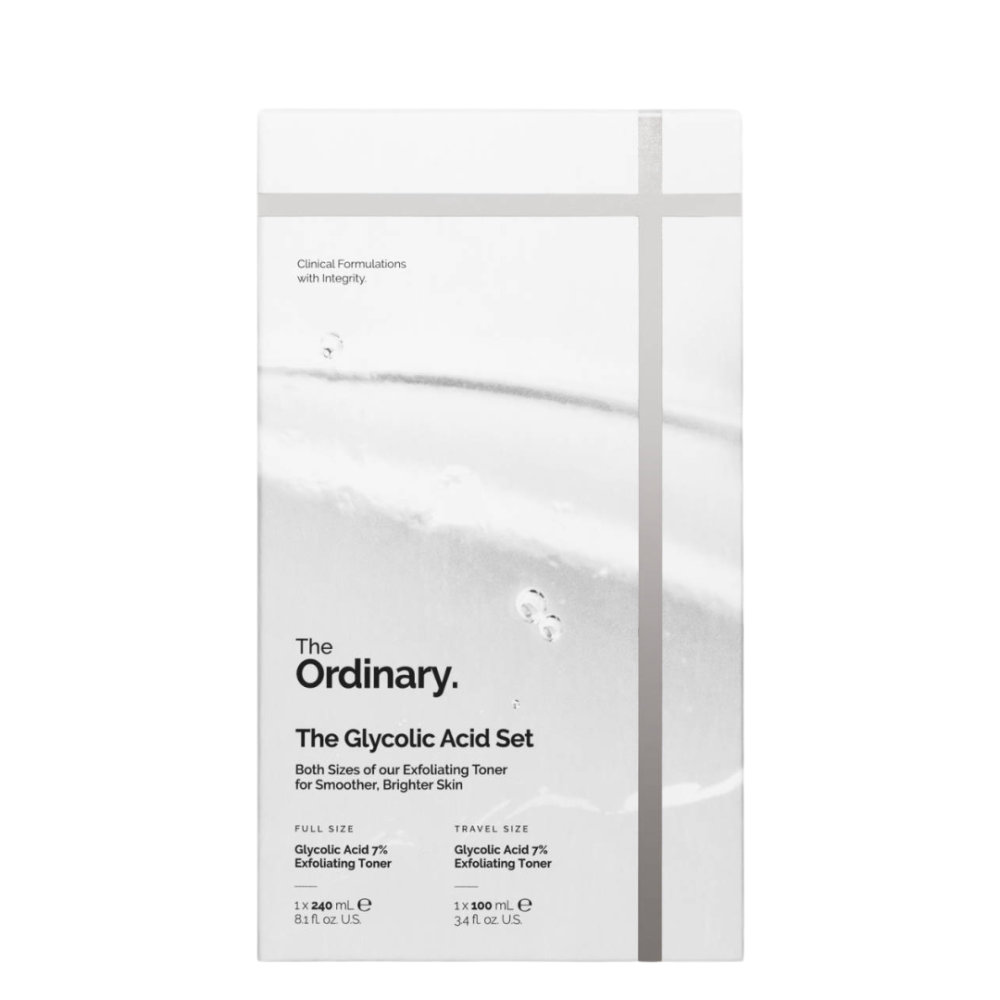 Clinical Formulations
with Integrity.
The
Ordinary.
The Glycolic Acid Set
Both Sizes of our Exfoliating Toner
for Smoother, Brighter Skin
FULL SIZE
Glycolic Acid 7%
Exfoliating Toner
1 x 240 mL ℮
8.1 fl. oz. U.S.
TRAVEL SIZE
Glycolic Acid 7%
Exfoliating Toner
1 x 100 mL ℮
3.4 fl. oz. U.S.